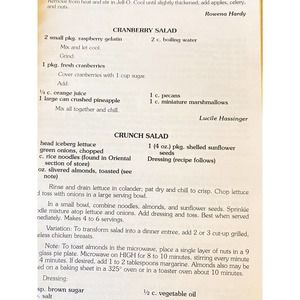 Remove from heat and stir in Jell-O. Cool until slightly thickened, add apples, celery,
and nuts.
Rowena Hardy
CRANBERRY SALAD
2 small pkg. raspberry gelatin 2 c. boiling water
Mix and let cool.
Grind:
1 pkg. fresh cranberries
Cover cranberries with 1 cup sugar.
Add:
¼ c. orange juice 1 c. pecans
1 large can crushed pineapple 1 c. miniature marshmallows
Mix all together and chill.
Lucile Hassinger
CRUNCH SALAD
head iceberg lettuce 1 (4 oz.) pkg. shelled sunflower
green onions, chopped seeds
c. rice noodles (found in Oriental Dressing (recipe follows)
section of store)
oz. slivered almonds, toasted (see
note)
Rinse and drain lettuce in colander; pat dry and chill to crisp. Chop lettuce
d toss with onions in a large serving bowl.
In a small bowl, combine noodles, almonds, and sunflower seeds. Sprinkle
odle mixture atop lettuce and onions. Add dressing and toss. Best when served
mediately. Makes 4 to 6 servings.
Variation: To transform salad into a dinner entree, add 2 or 3 cut-up grilled,
neless chicken breasts.
Note: To toast almonds in the microwave, place a single layer of nuts in a 9
glass pie plate. Microwave on HIGH for 8 to 10 minutes, stirring every minute
4 minutes. If desired, add 1 to 2 tablespoons margarine. Almonds also may be
ted on a baking sheet in a 325° oven or in a toaster oven about 10 minutes.
Dressing:
sp. brown sugar ½ c. vegetable oil
. salt